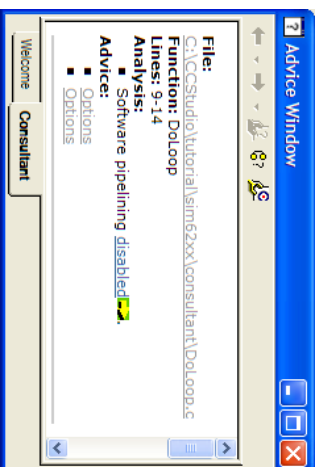 Advice Window
File:
C:\CCStudio\tutorial\sim62xx\consultant\DoLoop.c
Function: DoLoop
Lines: 9-14
Analysis:
Software pipelining disabled.
Advice:
Options
Options
Welcome Consultant